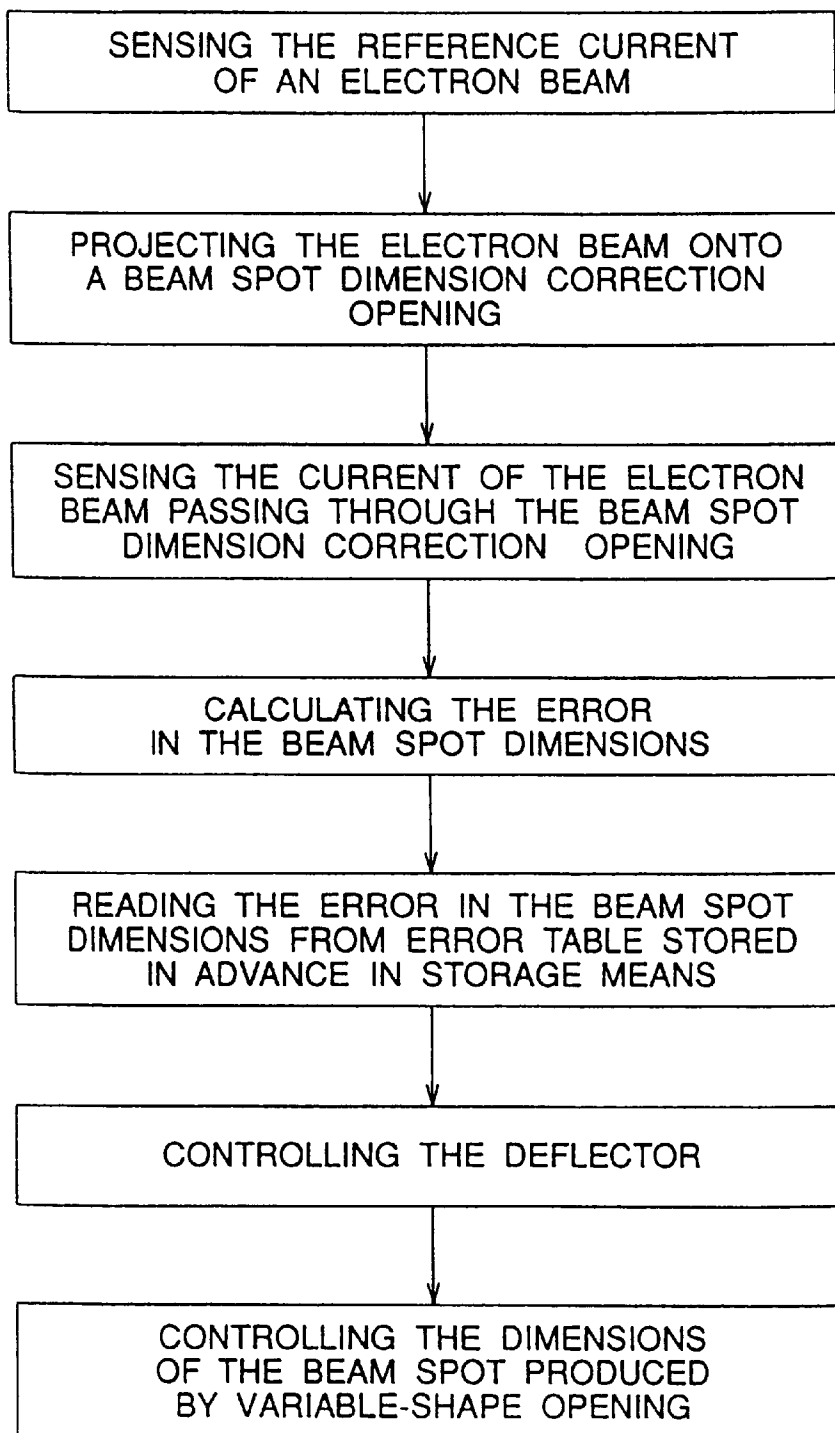 SENSING THE REFERENCE CURRENT
OF AN ELECTRON BEAM
PROJECTING THE ELECTRON BEAM ONTO
A BEAM SPOT DIMENSION CORRECTION
OPENING
SENSING THE CURRENT OF THE ELECTRON
BEAM PASSING THROUGH THE BEAM SPOT
DIMENSION CORRECTION OPENING
CALCULATING THE ERROR
IN THE BEAM SPOT DIMENSIONS
READING THE ERROR IN THE BEAM SPOT
DIMENSIONS FROM ERROR TABLE STORED
IN ADVANCE IN STORAGE MEANS
CONTROLLING THE DEFLECTOR
CONTROLLING THE DIMENSIONS
OF THE BEAM SPOT PRODUCED
BY VARIABLE-SHAPE OPENING